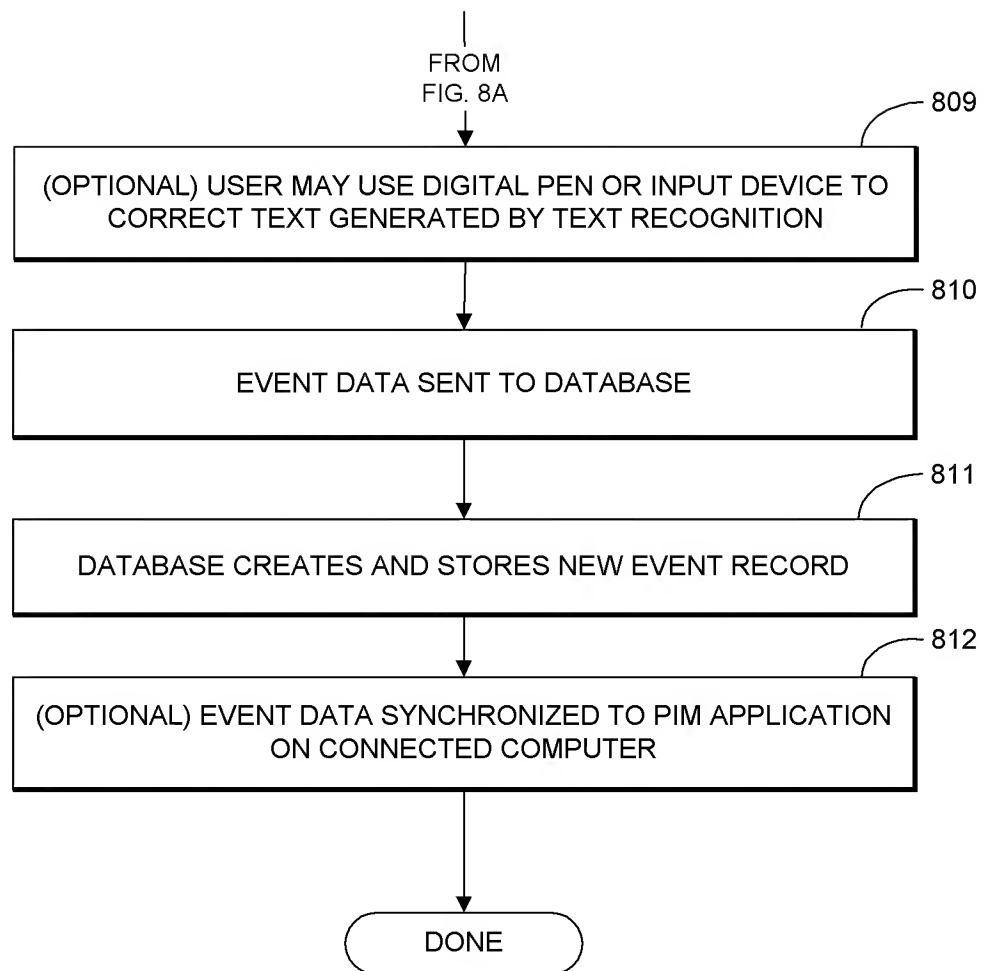 FROM
FIG. 8A
809
(OPTIONAL) USER MAY USE DIGITAL PEN OR INPUT DEVICE TO
CORRECT TEXT GENERATED BY TEXT RECOGNITION
810
EVENT DATA SENT TO DATABASE
811
DATABASE CREATES AND STORES NEW EVENT RECORD
812
(OPTIONAL) EVENT DATA SYNCHRONIZED TO PIM APPLICATION
ON CONNECTED COMPUTER
DONE